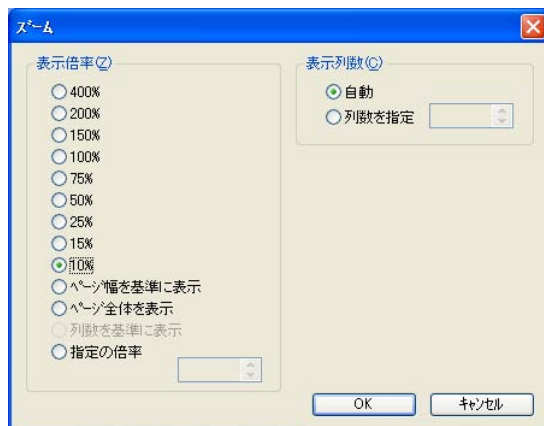 ｽﾞｰﾑ
表示倍率(Z)
400%
200%
150%
100%
75%
50%
25%
15%
10%
ﾍﾟｰｼﾞ幅を基準に表示
ﾍﾟｰｼﾞ全体を表示
列数を基準に表示
指定の倍率
表示列数(C)
自動
列数を指定
OK
ｷｬﾝｾﾙ